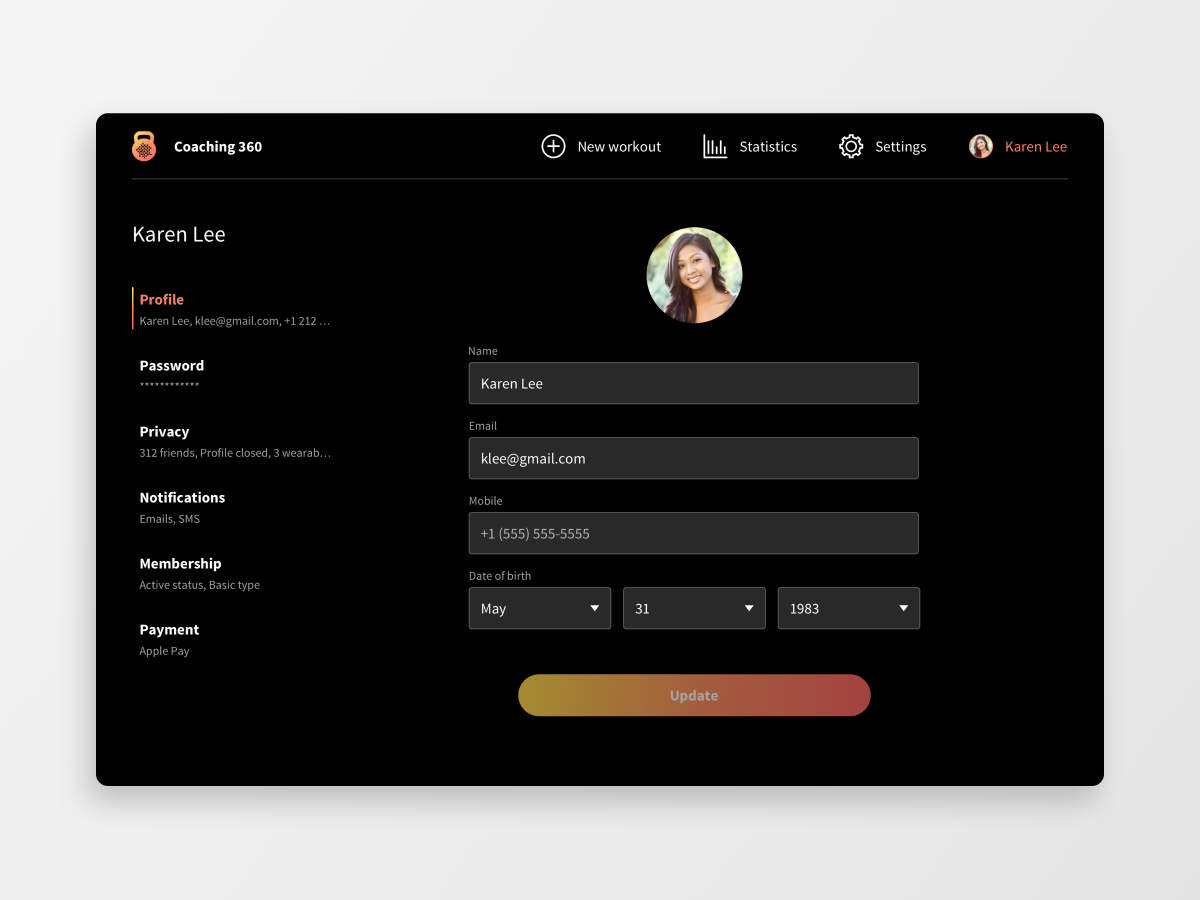 Coaching 360
New workout
Statistics
Settings
Karen Lee
Karen Lee
Profile
Karen Lee, klee@gmail.com, +1 212 …
Password
************
Privacy
312 friends, Profile closed, 3 wearab…
Notifications
Emails, SMS
Membership
Active status, Basic type
Payment
Apple Pay
Name
Karen Lee
Email
klee@gmail.com
Mobile
+1 (555) 555-5555
Date of birth
May
31
1983
Update